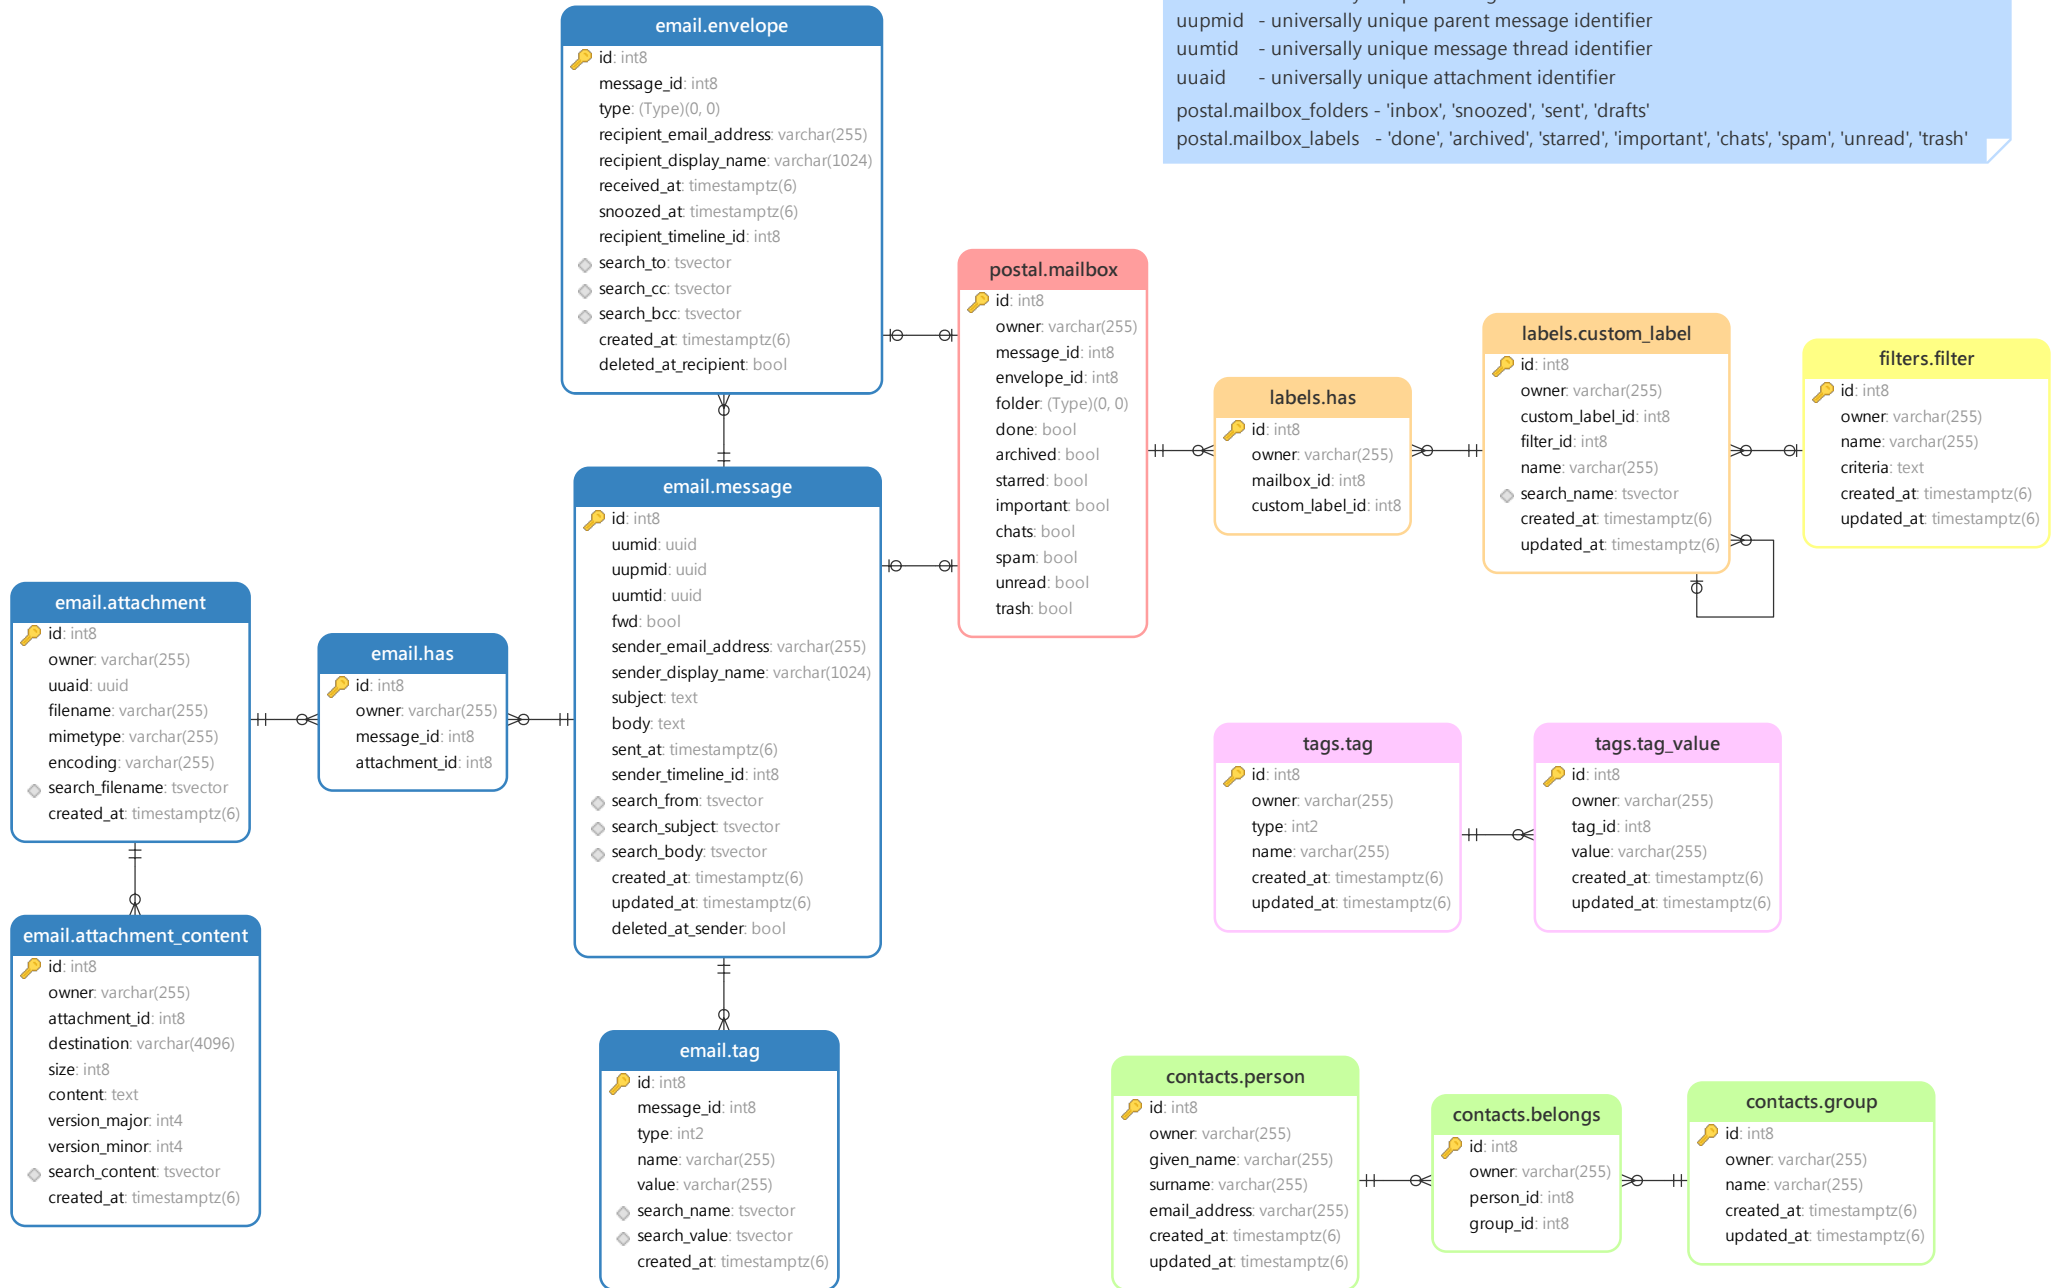 email.envelope
id: int8
message_id: int8
type: (Type)(0, 0)
recipient_email_address: varchar(255)
recipient_display_name: varchar(1024)
received_at: timestamptz(6)
snoozed_at: timestamptz(6)
recipient_timeline_id: int8
search_to: tsvector
search_cc: tsvector
search_bcc: tsvector
created_at: timestamptz(6)
deleted_at_recipient: bool
uupmid - universally unique parent message identifier
uumtid - universally unique message thread identifier
uuaid - universally unique attachment identifier
postal.mailbox_folders - 'inbox', 'snoozed', 'sent', 'drafts'
postal.mailbox_labels - 'done', 'archived', 'starred', 'important', 'chats', 'spam', 'unread', 'trash'
postal.mailbox
id: int8
owner: varchar(255)
message_id: int8
envelope_id: int8
folder: (Type)(0, 0)
done: bool
archived: bool
starred: bool
important: bool
chats: bool
spam: bool
unread: bool
trash: bool
labels.has
id: int8
owner: varchar(255)
mailbox_id: int8
custom_label_id: int8
labels.custom_label
id: int8
owner: varchar(255)
custom_label_id: int8
filter_id: int8
name: varchar(255)
search_name: tsvector
created_at: timestamptz(6)
updated_at: timestamptz(6)
filters.filter
id: int8
owner: varchar(255)
name: varchar(255)
criteria: text
created_at: timestamptz(6)
updated_at: timestamptz(6)
email.message
id: int8
uumid: uuid
uupmid: uuid
uumtid: uuid
fwd: bool
sender_email_address: varchar(255)
sender_display_name: varchar(1024)
subject: text
body: text
sent_at: timestamptz(6)
sender_timeline_id: int8
search_from: tsvector
search_subject: tsvector
search_body: tsvector
created_at: timestamptz(6)
updated_at: timestamptz(6)
deleted_at_sender: bool
email.attachment
id: int8
owner: varchar(255)
uuaid: uuid
filename: varchar(255)
mimetype: varchar(255)
encoding: varchar(255)
search_filename: tsvector
created_at: timestamptz(6)
email.has
id: int8
owner: varchar(255)
message_id: int8
attachment_id: int8
email.attachment_content
id: int8
owner: varchar(255)
attachment_id: int8
destination: varchar(4096)
size: int8
content: text
version_major: int4
version_minor: int4
search_content: tsvector
created_at: timestamptz(6)
email.tag
id: int8
message_id: int8
type: int2
name: varchar(255)
value: varchar(255)
search_name: tsvector
search_value: tsvector
created_at: timestamptz(6)
tags.tag
id: int8
owner: varchar(255)
type: int2
name: varchar(255)
created_at: timestamptz(6)
updated_at: timestamptz(6)
tags.tag_value
id: int8
owner: varchar(255)
tag_id: int8
value: varchar(255)
created_at: timestamptz(6)
updated_at: timestamptz(6)
contacts.person
id: int8
owner: varchar(255)
given_name: varchar(255)
surname: varchar(255)
email_address: varchar(255)
created_at: timestamptz(6)
updated_at: timestamptz(6)
contacts.belongs
id: int8
owner: varchar(255)
person_id: int8
group_id: int8
contacts.group
id: int8
owner: varchar(255)
name: varchar(255)
created_at: timestamptz(6)
updated_at: timestamptz(6)